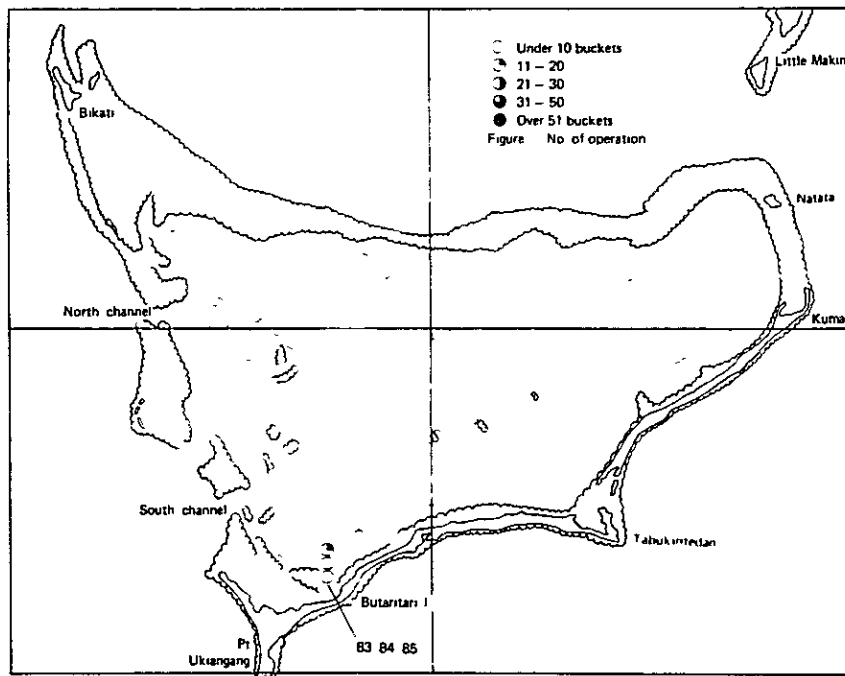 Under 10 buckets
11 – 20
21 – 30
31 – 50
Over 51 buckets
Figure No of operation
Little Makin
Bikati
Natata
North channel
Kuma
South channel
Tabukintedan
Butaritari I
Pt
Ukiangang
83 84 85